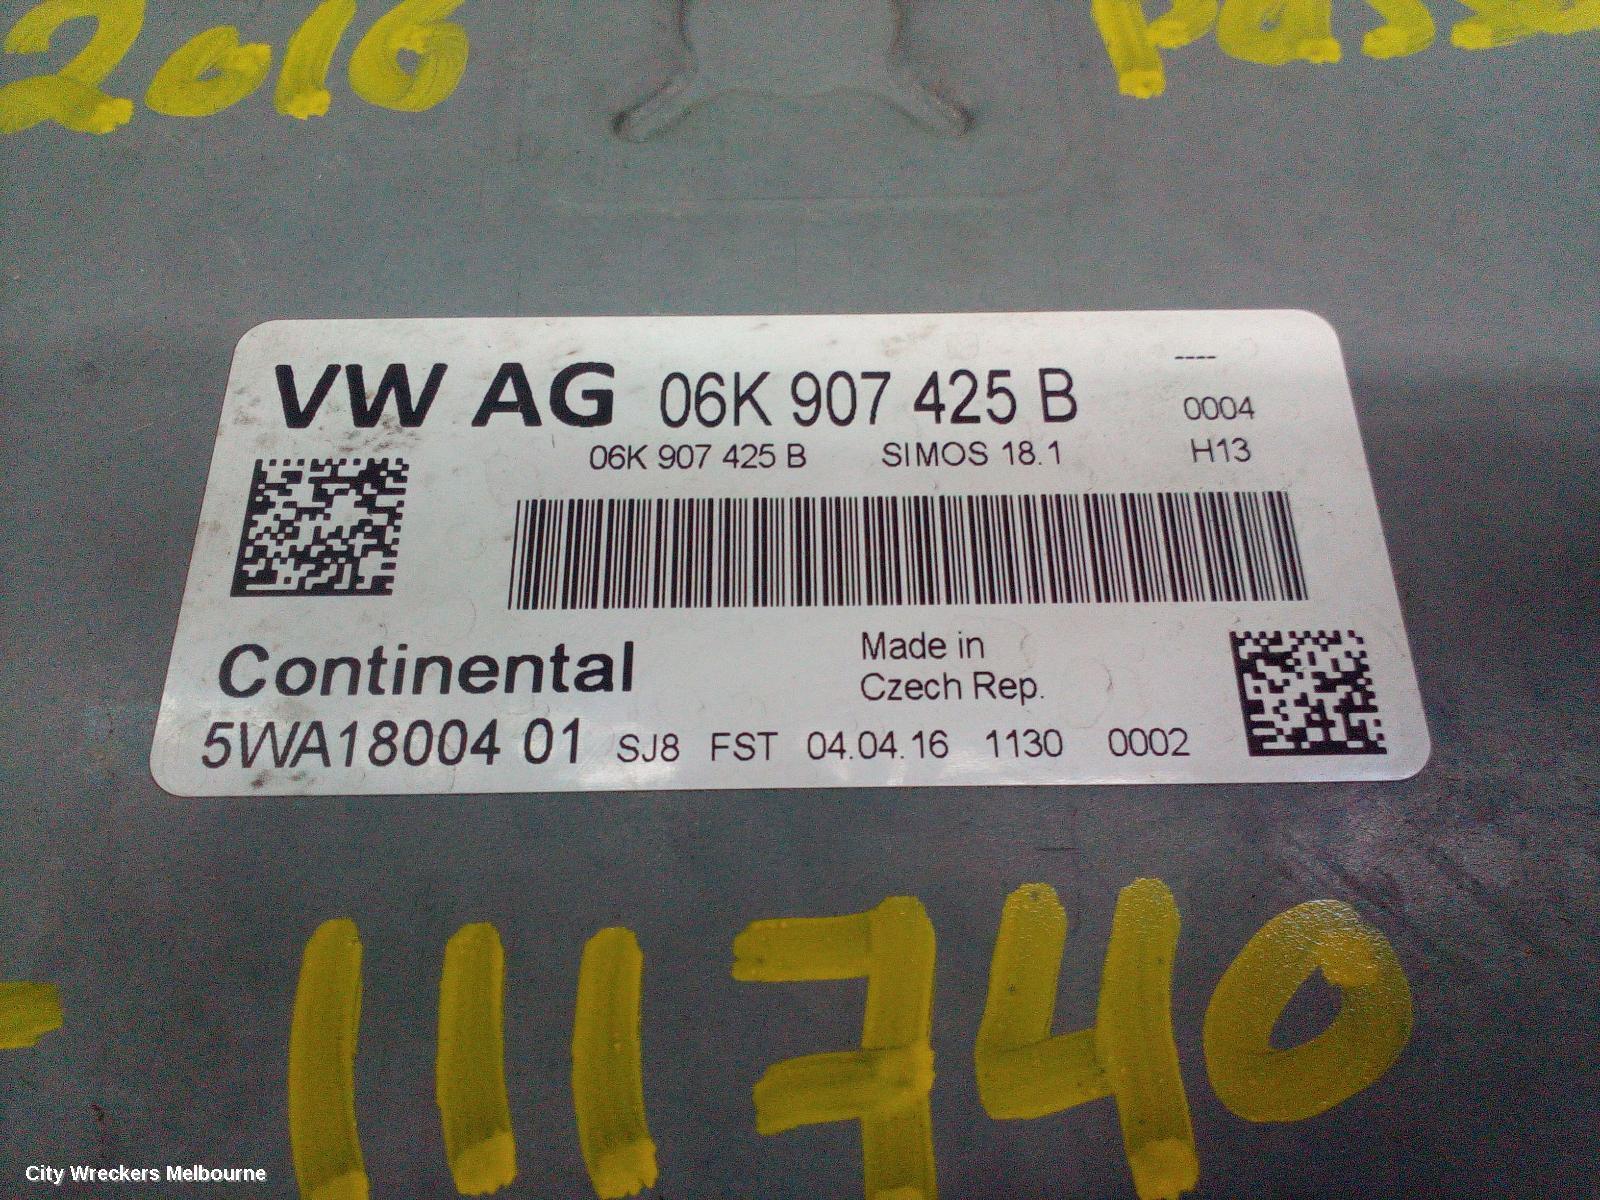 2016
VW AG 06K 907 425 B
----
0004
06K 907 425 B SIMOS 18.1 H13
Continental
Made in
Czech Rep.
5WA18004 01 SJ8 FST 04.04.16 1130 0002
111740
City Wreckers Melbourne